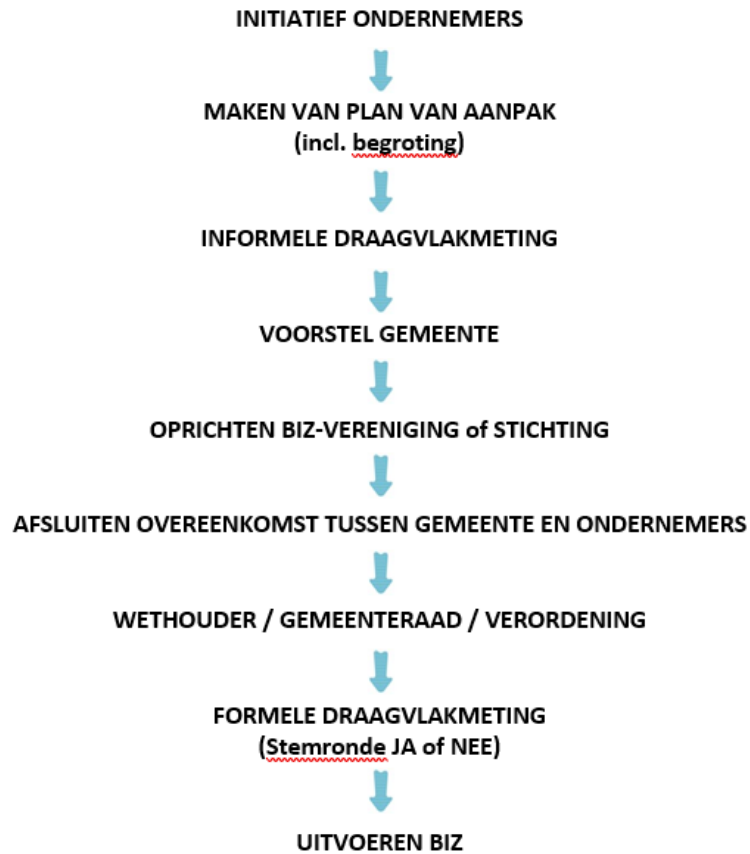 INITIATIEF ONDERNEMERS
MAKEN VAN PLAN VAN AANPAK
(incl. begroting)
INFORMELE DRAAGVLAKMETING
VOORSTEL GEMEENTE
OPRICHTEN BIZ-VERENIGING of STICHTING
AFSLUITEN OVEREENKOMST TUSSEN GEMEENTE EN ONDERNEMERS
WETHOUDER / GEMEENTERAAD / VERORDENING
FORMELE DRAAGVLAKMETING
(Stemronde JA of NEE)
UITVOEREN BIZ